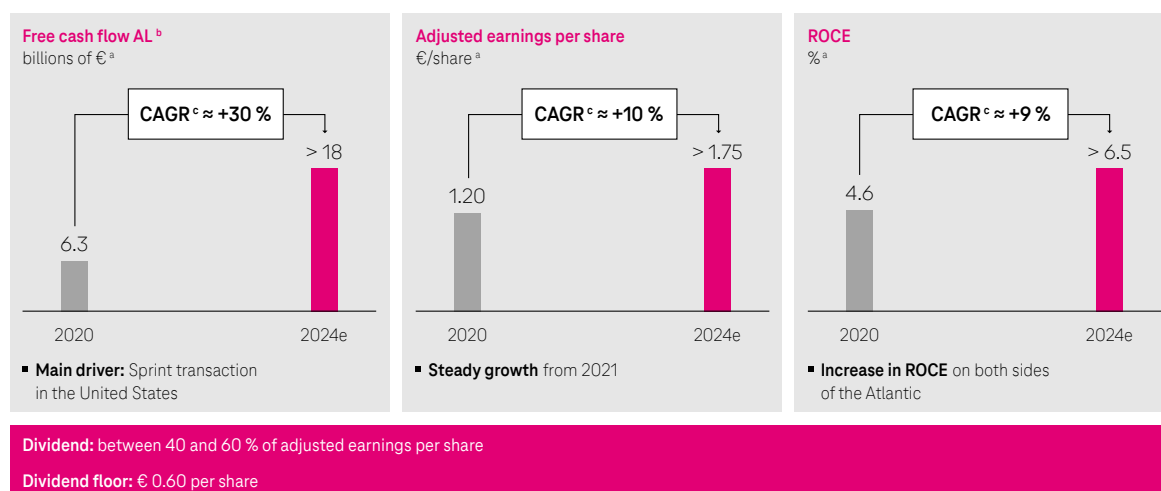 Free cash flow AL ᵇ
billions of € ᵃ
CAGR ᶜ ≈ +30 %
> 18
6.3
2020
2024e
▪ Main driver: Sprint transaction
in the United States
Adjusted earnings per share
€/share ᵃ
CAGR ᶜ ≈ +10 %
> 1.75
1.20
2020
2024e
▪ Steady growth from 2021
ROCE
% ᵃ
CAGR ᶜ ≈ +9 %
> 6.5
4.6
2020
2024e
▪ Increase in ROCE on both sides
of the Atlantic
Dividend: between 40 and 60 % of adjusted earnings per share
Dividend floor: € 0.60 per share